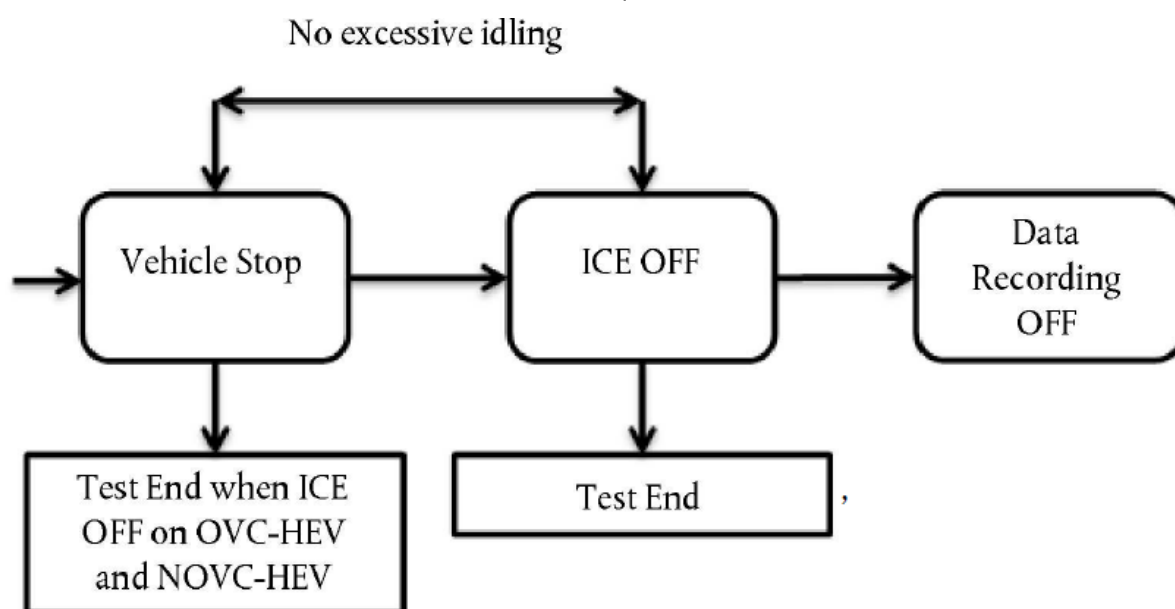 No excessive idling
Vehicle Stop
ICE OFF
Data
Recording
OFF
Test End when ICE
OFF on OVC-HEV
and NOVC-HEV
Test End
,